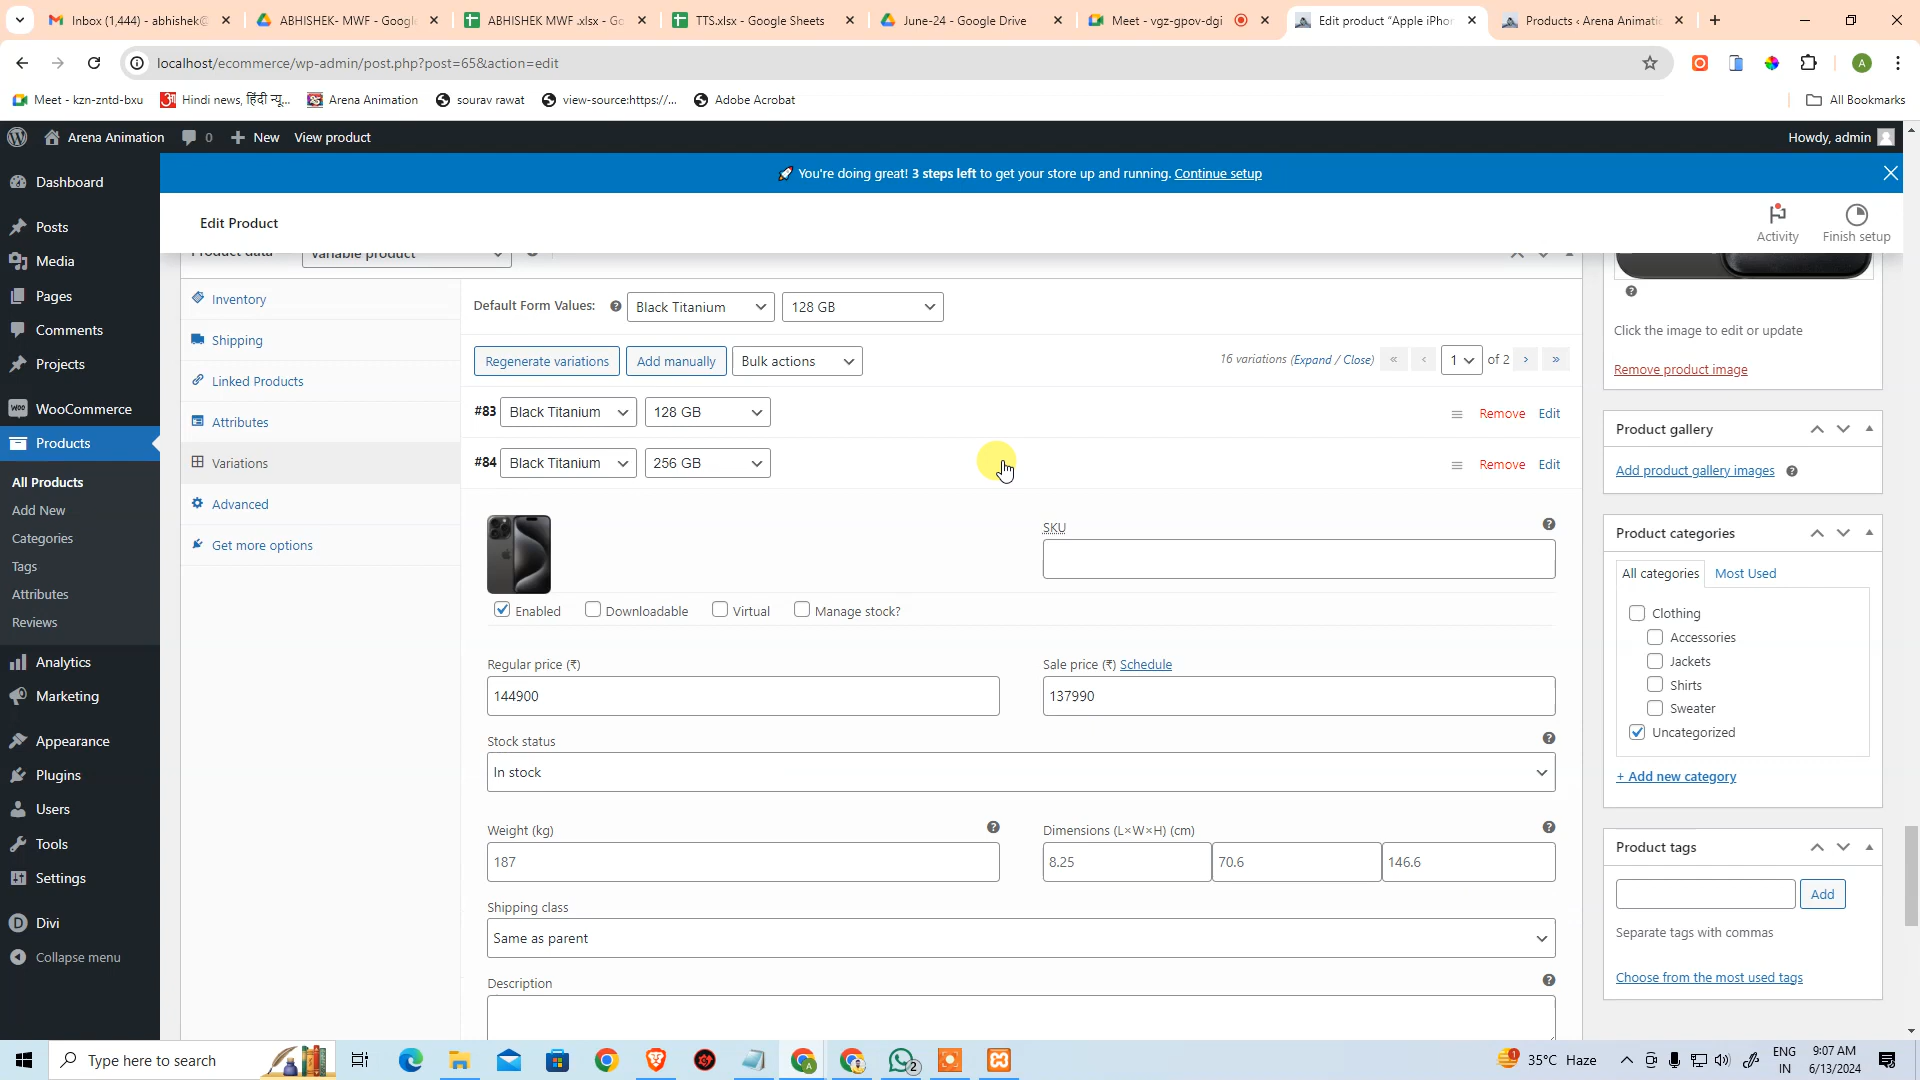 Inbox (1,444) - abhishek@
ABHISHEK- MWF - Google
ABHISHEK MWF .xlsx - Go
TTS.xlsx - Google Sheets
June-24 - Google Drive
Meet - vgz-gpov-dgi
Edit product "Apple iPho
Products ‹ Arena Animatio
localhost/ecommerce/wp-admin/post.php?post=65&action=edit
Meet - kzn-zntd-bxu
Hindi news, हिंदी न्यू...
Arena Animation
sourav rawat
view-source:https://...
Adobe Acrobat
All Bookmarks
Arena Animation
0
New
View product
Howdy, admin
You're doing great! 3 steps left to get your store up and running. Continue setup
Edit Product
Activity
Finish setup
Dashboard
Posts
Media
Pages
Comments
Projects
WooCommerce
Products
All Products
Add New
Categories
Tags
Attributes
Reviews
Analytics
Marketing
Appearance
Plugins
Users
Tools
Settings
Divi
Collapse menu
Product data
Variable product
Inventory
Shipping
Linked Products
Attributes
Variations
Advanced
Get more options
Default Form Values:
Black Titanium
128 GB
Regenerate variations
Add manually
Bulk actions
16 variations (Expand / Close)
« ‹ 1 of 2 › »
#83 Black Titanium 128 GB Remove Edit
#84 Black Titanium 256 GB Remove Edit
SKU
Enabled
Downloadable
Virtual
Manage stock?
Regular price (₹)
144900
Sale price (₹) Schedule
137990
Stock status
In stock
Weight (kg)
187
Dimensions (L×W×H) (cm)
8.25
70.6
146.6
Shipping class
Same as parent
Description
Click the image to edit or update
Remove product image
Product gallery
Add product gallery images
Product categories
All categories
Most Used
Clothing
Accessories
Jackets
Shirts
Sweater
Uncategorized
+ Add new category
Product tags
Add
Separate tags with commas
Choose from the most used tags
Type here to search
35°C Haze
ENG
IN
9:07 AM
6/13/2024